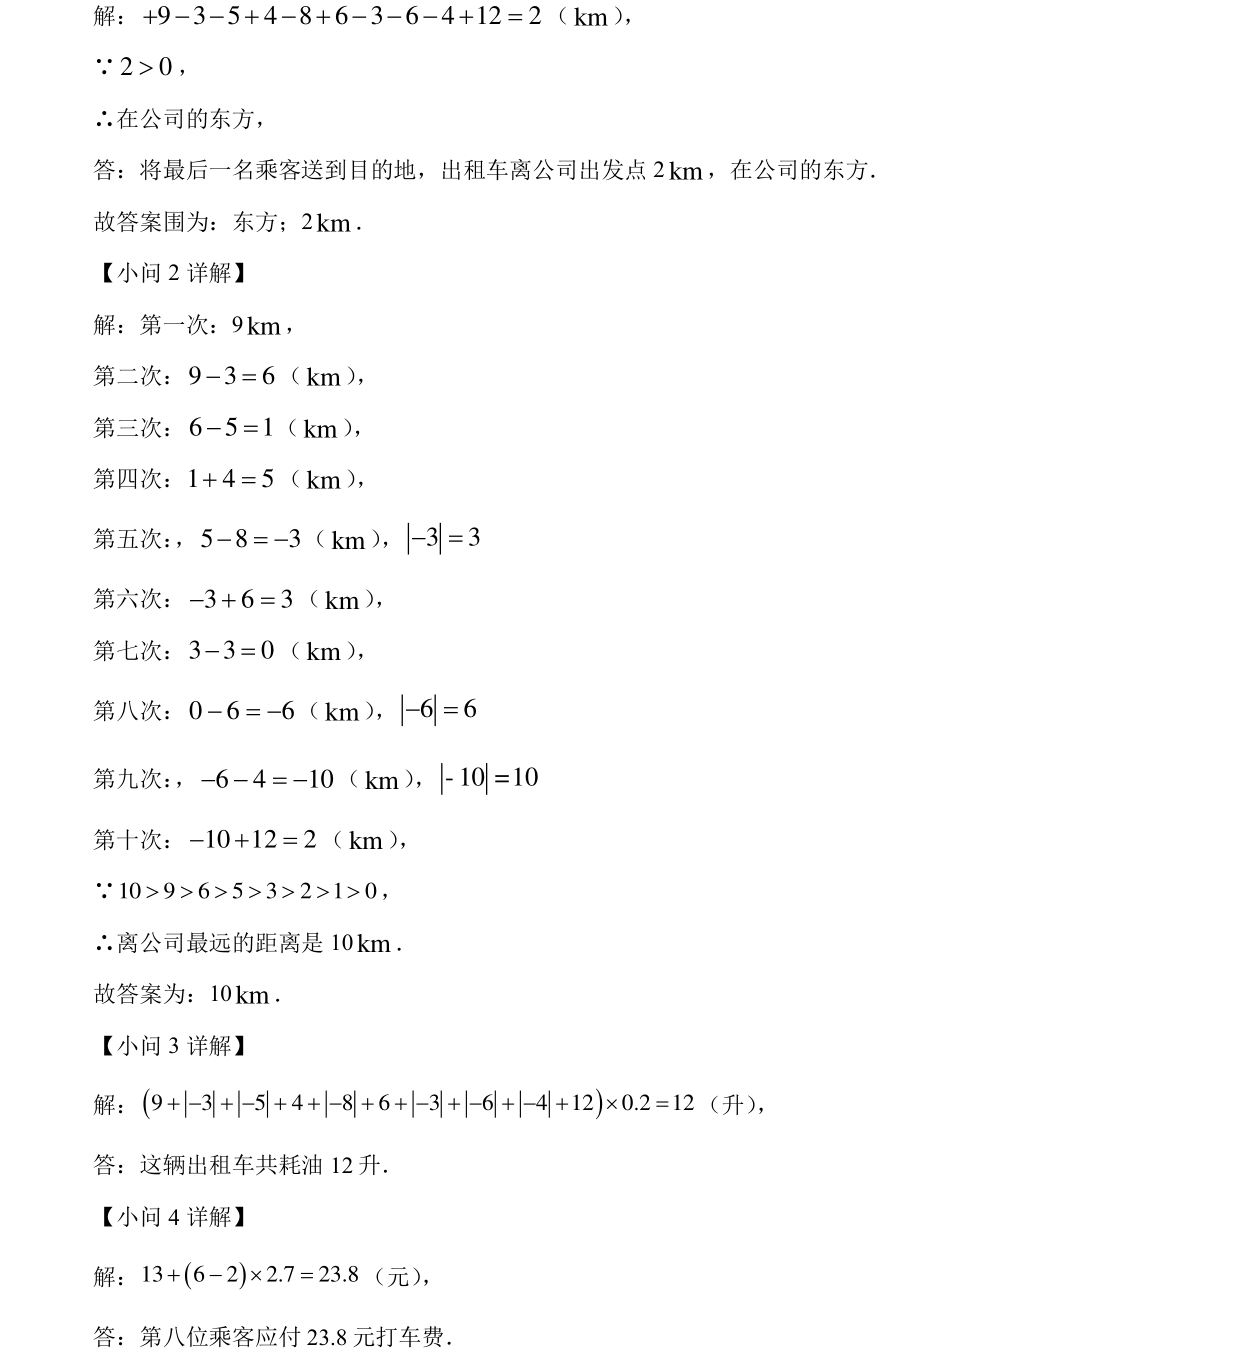 解：+9−3−5+4−8+6−3−6−4+12=2（km），
∵2>0，
∴在公司的东方，
答：将最后一名乘客送到目的地，出租车离公司出发点2km，在公司的东方．
故答案围为：东方；2km．
【小问2详解】
解：第一次：9km，
第二次：9−3=6（km），
第三次：6−5=1（km），
第四次：1+4=5（km），
第五次：，5−8=−3（km），|−3|=3
第六次：−3+6=3（km），
第七次：3−3=0（km），
第八次：0−6=−6（km），|−6|=6
第九次：，−6−4=−10（km），|- 10|=10
第十次：−10+12=2（km），
∵10>9>6>5>3>2>1>0，
∴离公司最远的距离是10km．
故答案为：10km．
【小问3详解】
解：(9+|−3|+|−5|+4+|−8|+6+|−3|+|−6|+|−4|+12)×0.2=12（升），
答：这辆出租车共耗油12升．
【小问4详解】
解：13+(6−2)×2.7=23.8（元），
答：第八位乘客应付23.8元打车费．